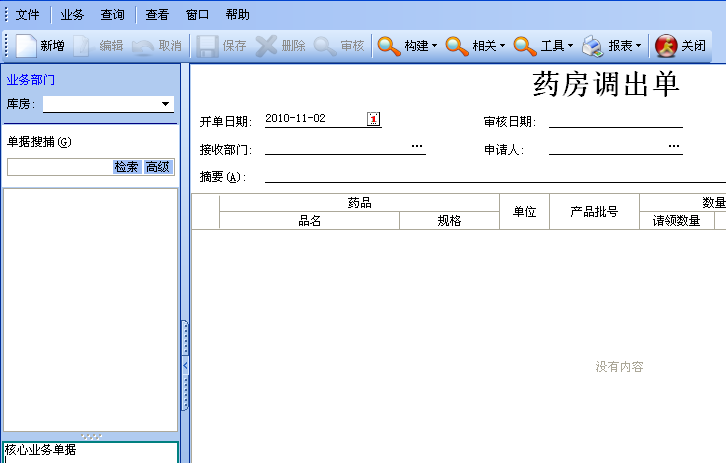 文件 业务 查询 查看 窗口 帮助
新增 编辑 取消 保存 删除 审核 构建 相关 工具 报表 关闭
业务部门
库房:
单据搜捕(G)
检索 高级
核心业务单据
药房调出单
开单日期: 2010-11-02 1 审核日期:
接收部门: ... 申请人: ...
摘要(A):
药品 单位 产品批号 数量
品名 规格 请领数量
没有内容